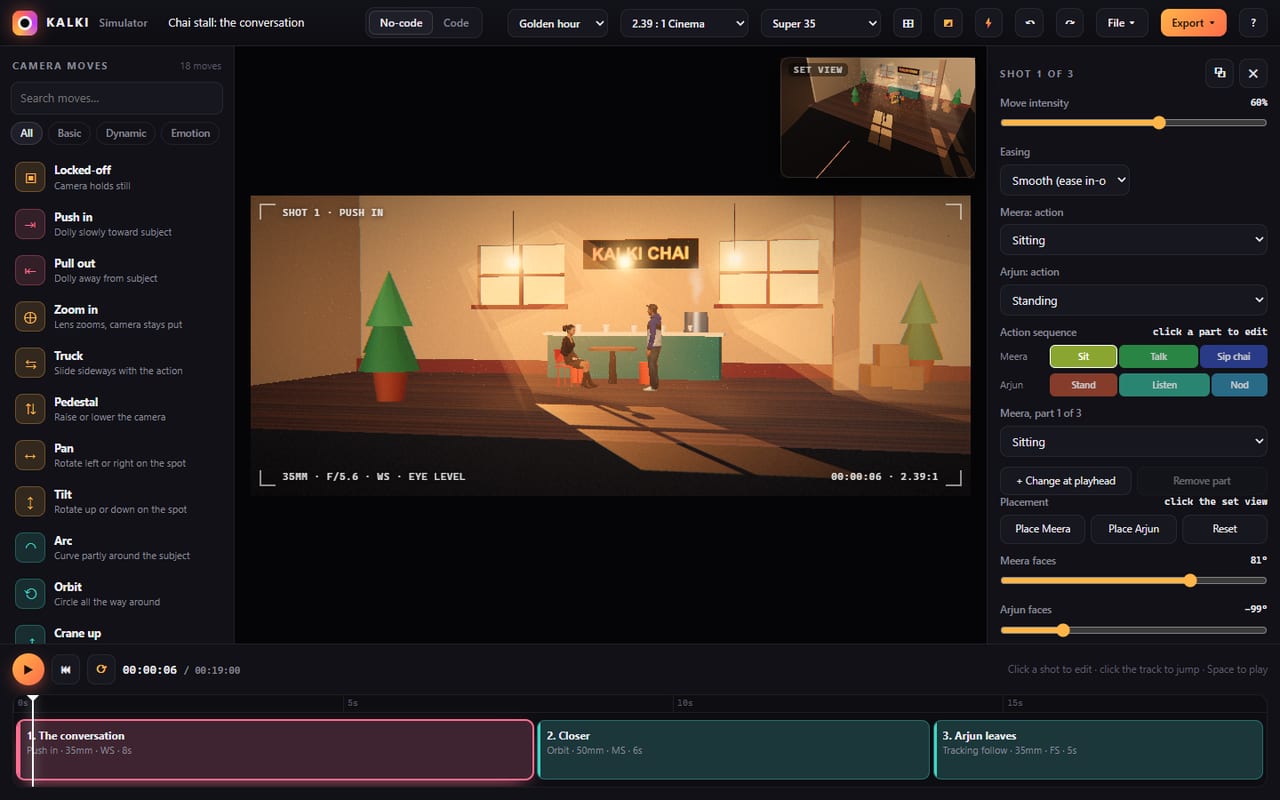 KALKI Simulator Chai stall: the conversation No-code Code Golden hour 2.39 : 1 Cinema Super 35 File Export ?
CAMERA MOVES 18 moves
Search moves...
All Basic Dynamic Emotion
Locked-off
Camera holds still
Push in
Dolly slowly toward subject
Pull out
Dolly away from subject
Zoom in
Lens zooms, camera stays put
Truck
Slide sideways with the action
Pedestal
Raise or lower the camera
Pan
Rotate left or right on the spot
Tilt
Rotate up or down on the spot
Arc
Curve partly around the subject
Orbit
Circle all the way around
Crane up
SET VIEW
SHOT 1 · PUSH IN
KALKI CHAI
35MM · F/5.6 · WS · EYE LEVEL 00:00:06 · 2.39:1
SHOT 1 OF 3
Move intensity 60%
Easing
Smooth (ease in-o
Meera: action
Sitting
Arjun: action
Standing
Action sequence click a part to edit
Meera Sit Talk Sip chai
Arjun Stand Listen Nod
Meera, part 1 of 3
Sitting
+ Change at playhead Remove part
Placement click the set view
Place Meera Place Arjun Reset
Meera faces 81°
Arjun faces -99°
00:00:06 / 00:19:00 Click a shot to edit · click the track to jump · Space to play
0s 5s 10s 15s
1. The conversation
Push in · 35mm · WS · 8s
2. Closer
Orbit · 50mm · MS · 6s
3. Arjun leaves
Tracking follow · 35mm · FS · 5s